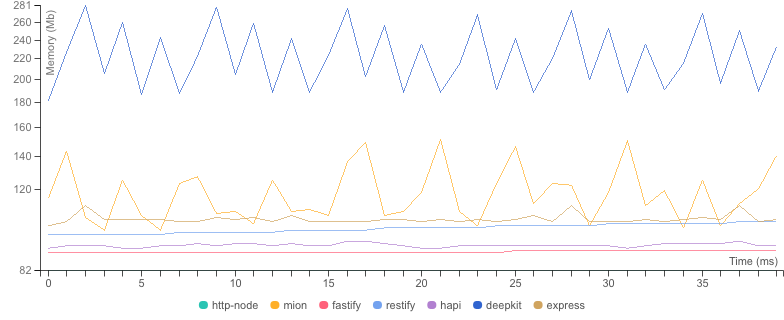 281
260
240
220
200
180
160
140
120
82
Memory (Mb)
Time (ms)
0 5 10 15 20 25 30 35
http-node mion fastify restify hapi deepkit express